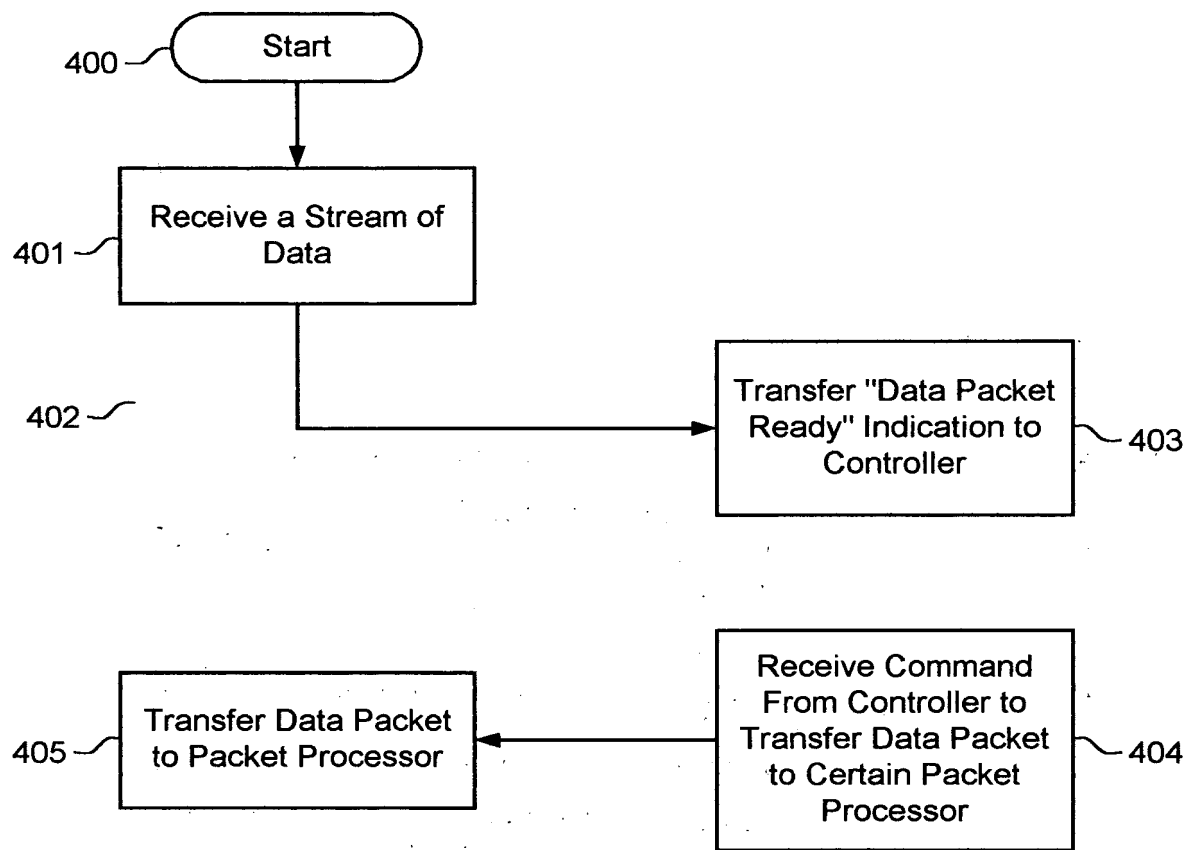 400
Start
401
Receive a Stream of
Data
402
Transfer "Data Packet
Ready" Indication to
Controller
403
405
Transfer Data Packet
to Packet Processor
Receive Command
From Controller to
Transfer Data Packet
to Certain Packet
Processor
404